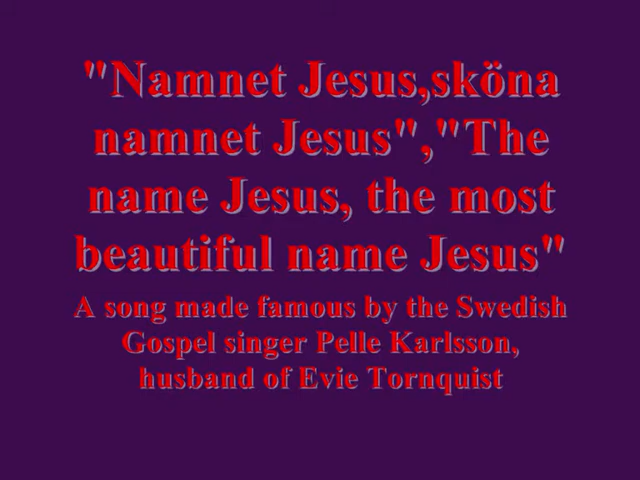 "Namnet Jesus,sköna
namnet Jesus","The
name Jesus, the most
beautiful name Jesus"
A song made famous by the Swedish
Gospel singer Pelle Karlsson,
husband of Evie Tornquist